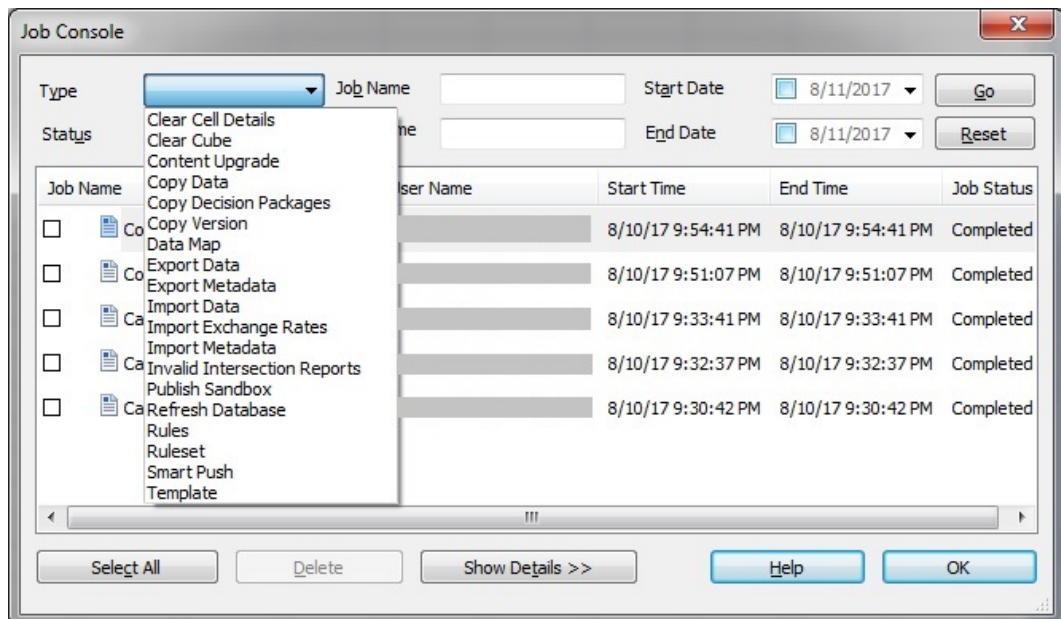 Job Console
Type Job Name Start Date 8/11/2017 Go
Status End Date 8/11/2017 Reset
Clear Cell Details
Clear Cube
Content Upgrade
Copy Data
Copy Decision Packages
Copy Version
Data Map
Export Data
Export Metadata
Import Data
Import Exchange Rates
Import Metadata
Invalid Intersection Reports
Publish Sandbox
Refresh Database
Rules
Ruleset
Smart Push
Template
Job Name User Name Start Time End Time Job Status
Co 8/10/17 9:54:41 PM 8/10/17 9:54:41 PM Completed
Co 8/10/17 9:51:07 PM 8/10/17 9:51:07 PM Completed
Ca 8/10/17 9:33:41 PM 8/10/17 9:33:41 PM Completed
Ca 8/10/17 9:32:37 PM 8/10/17 9:32:37 PM Completed
Ca 8/10/17 9:30:42 PM 8/10/17 9:30:42 PM Completed
Select All Delete Show Details >> Help OK